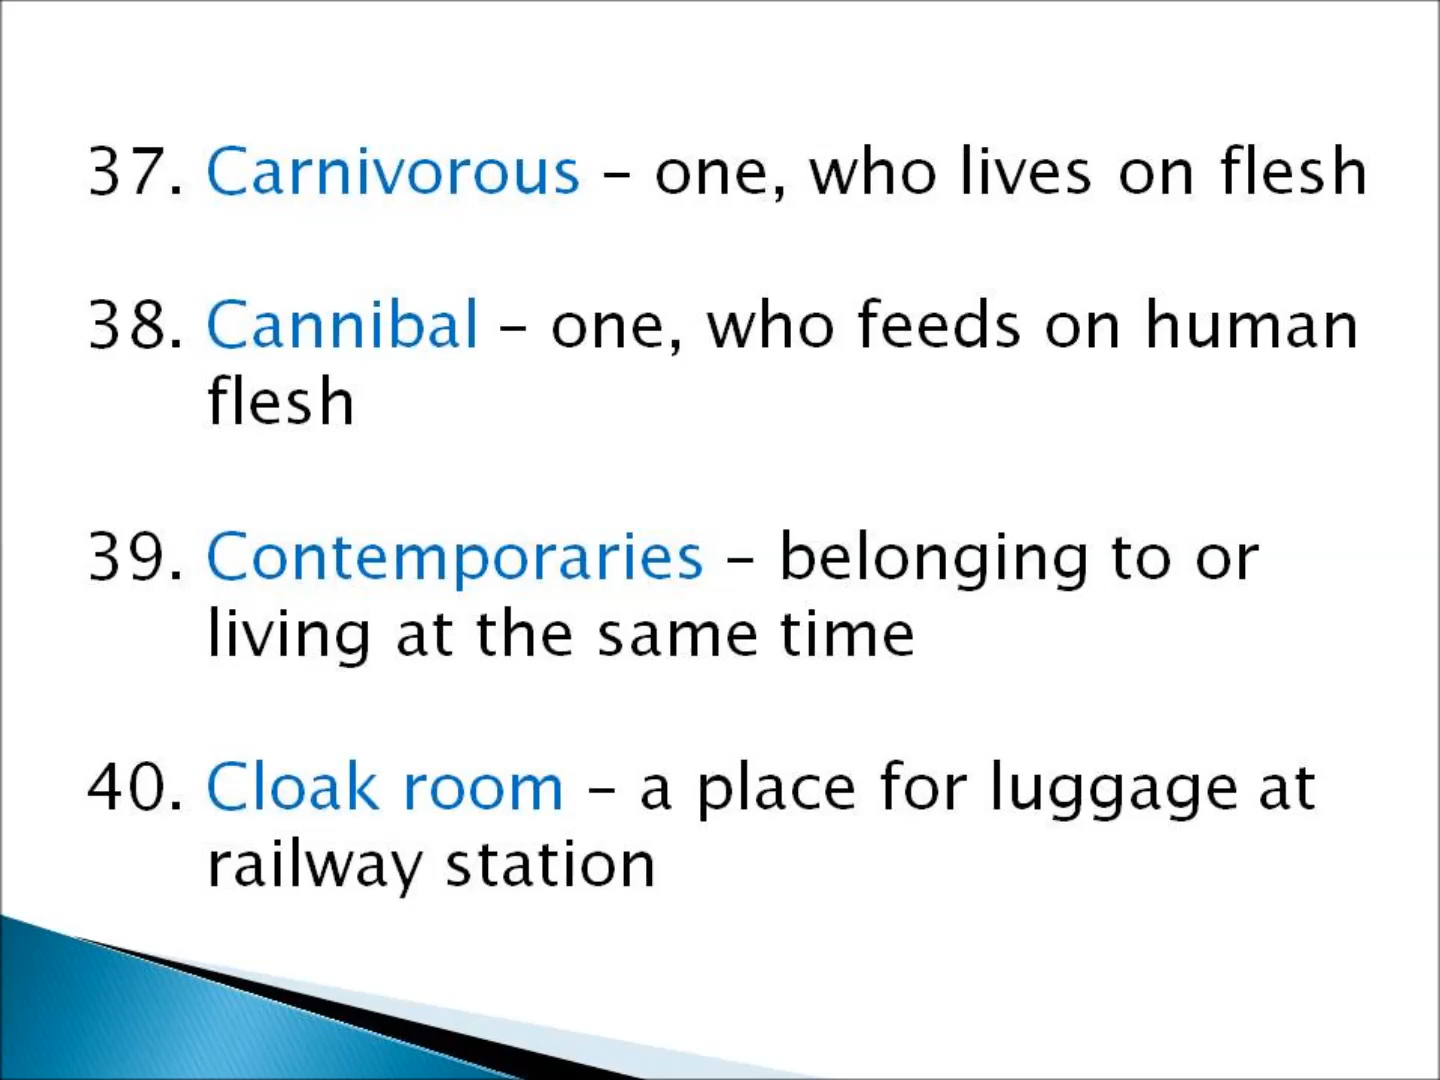 37. Carnivorous – one, who lives on flesh
38. Cannibal – one, who feeds on human
flesh
39. Contemporaries – belonging to or
living at the same time
40. Cloak room – a place for luggage at
railway station